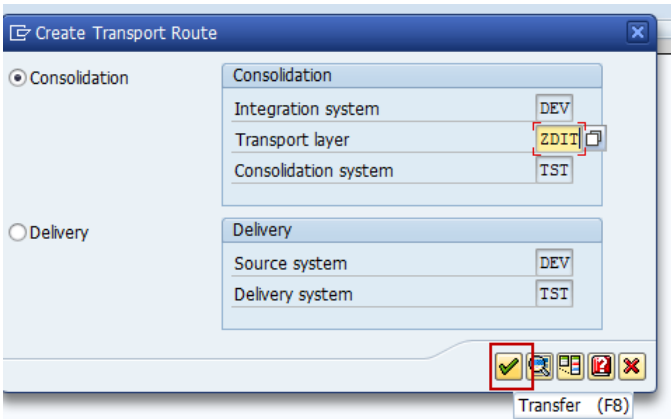 Create Transport Route
Consolidation
Consolidation
Integration system DEV
Transport layer ZDIT
Consolidation system TST
Delivery
Delivery
Source system DEV
Delivery system TST
Transfer (F8)